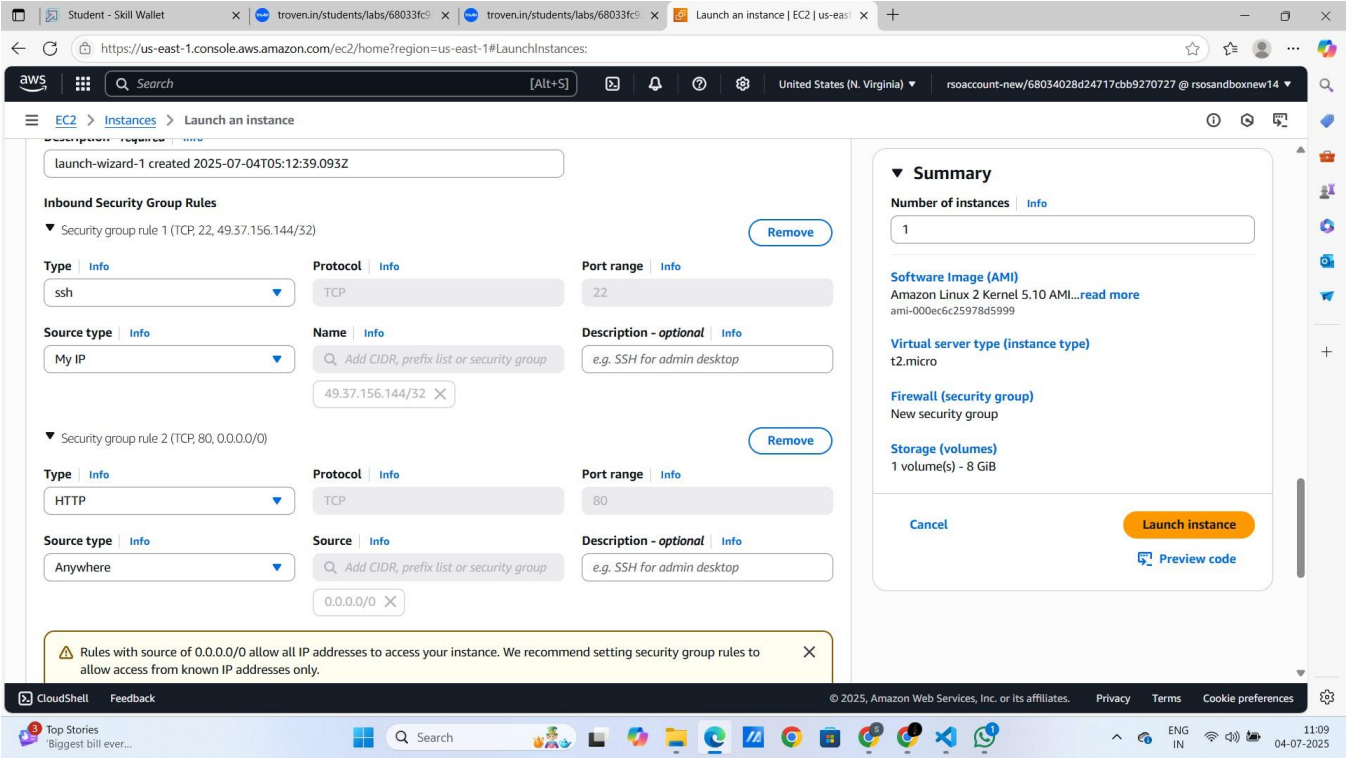 Student - Skill Wallet
troven.in/students/labs/68033fc9
troven.in/students/labs/68033fc9
Launch an instance | EC2 | us-east
https://us-east-1.console.aws.amazon.com/ec2/home?region=us-east-1#LaunchInstances:
aws
Search [Alt+S]
United States (N. Virginia) ▼
rsoaccount-new/68034028d24717cbb9270727 @ rsosandboxnew14 ▼
EC2 > Instances > Launch an instance
Description - required Info
launch-wizard-1 created 2025-07-04T05:12:39.093Z
Inbound Security Group Rules
▼ Security group rule 1 (TCP, 22, 49.37.156.144/32)
Remove
Type Info
Protocol Info
Port range Info
ssh
TCP
22
Source type Info
Name Info
Description - optional Info
My IP
Add CIDR, prefix list or security group
e.g. SSH for admin desktop
49.37.156.144/32
▼ Security group rule 2 (TCP, 80, 0.0.0.0/0)
Remove
Type Info
Protocol Info
Port range Info
HTTP
TCP
80
Source type Info
Source Info
Description - optional Info
Anywhere
Add CIDR, prefix list or security group
e.g. SSH for admin desktop
0.0.0.0/0
Rules with source of 0.0.0.0/0 allow all IP addresses to access your instance. We recommend setting security group rules to
allow access from known IP addresses only.
▼ Summary
Number of instances Info
1
Software Image (AMI)
Amazon Linux 2 Kernel 5.10 AMI...read more
ami-000ec6c25978d5999
Virtual server type (instance type)
t2.micro
Firewall (security group)
New security group
Storage (volumes)
1 volume(s) - 8 GiB
Cancel
Launch instance
Preview code
CloudShell
Feedback
© 2025, Amazon Web Services, Inc. or its affiliates.
Privacy
Terms
Cookie preferences
3
Top Stories
'Biggest bill ever...
Search
1
ENG
IN
11:09
04-07-2025